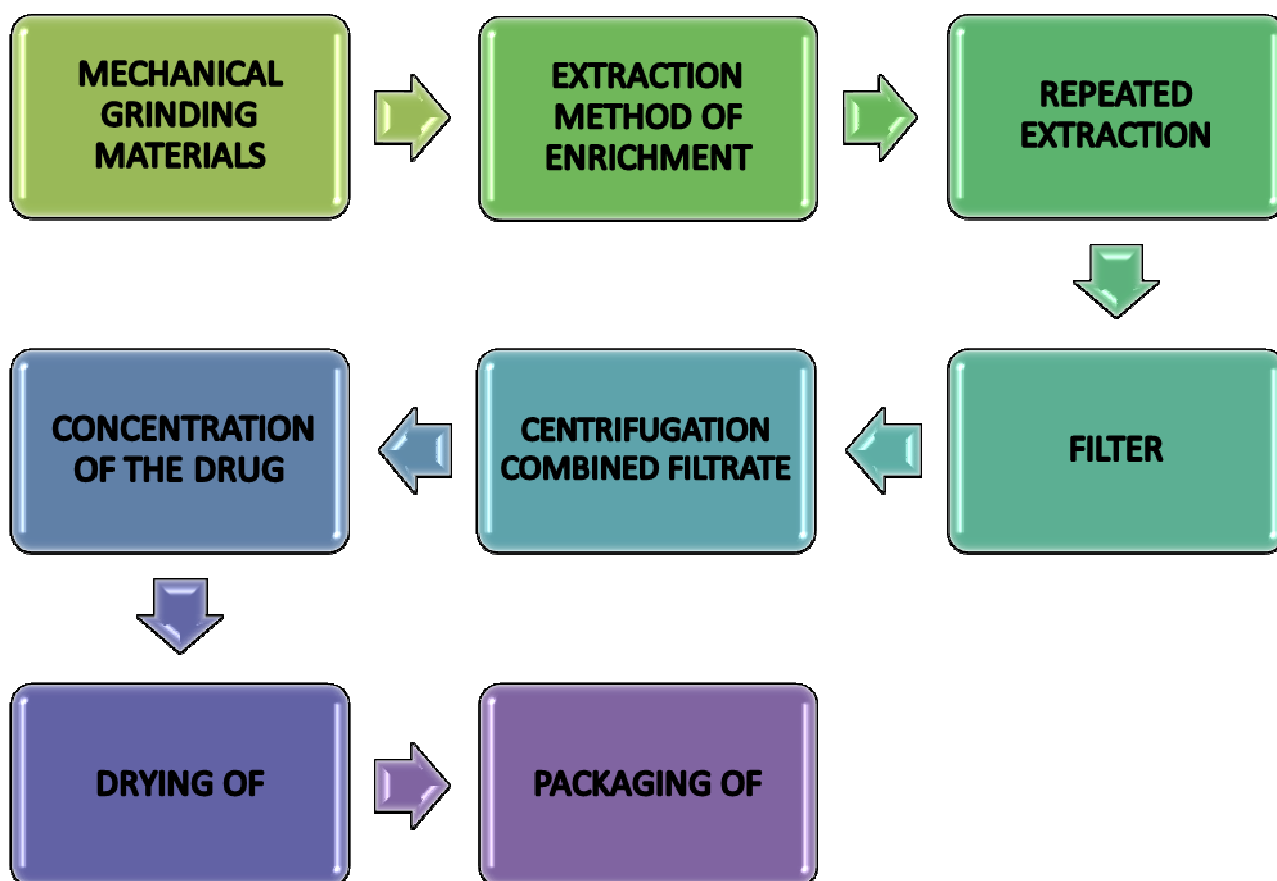 MECHANICAL
GRINDING
MATERIALS
EXTRACTION
METHOD OF
ENRICHMENT
REPEATED
EXTRACTION
FILTER
CENTRIFUGATION
COMBINED FILTRATE
CONCENTRATION
OF THE DRUG
DRYING OF
PACKAGING OF